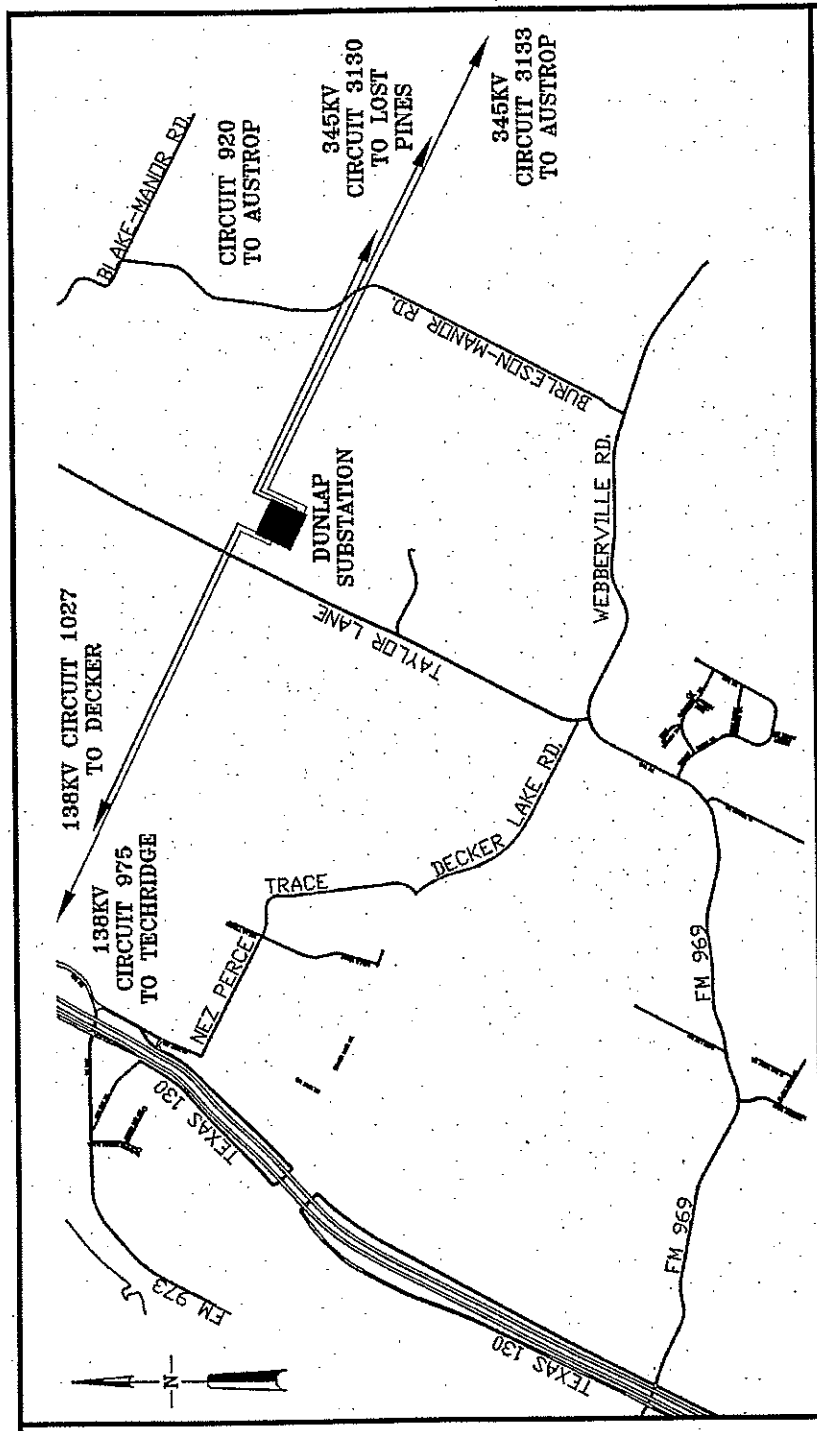 138KV CIRCUIT 1027
TO DECKER
138KV
CIRCUIT 975
TO TECHRIDGE
BLAKE-MANOR RD.
CIRCUIT 920
TO AUSTROP
345KV
CIRCUIT 3130
TO LOST
PINES
345KV
CIRCUIT 3133
TO AUSTROP
DUNLAP
SUBSTATION
BURLESON-MANOR RD.
TAYLOR LANE
WEBBERVILLE RD.
DECKER LAKE RD.
NEZ PERCE TRACE
TEXAS 130
FM 973
-N-
TEXAS 130
FM 969
FM 969